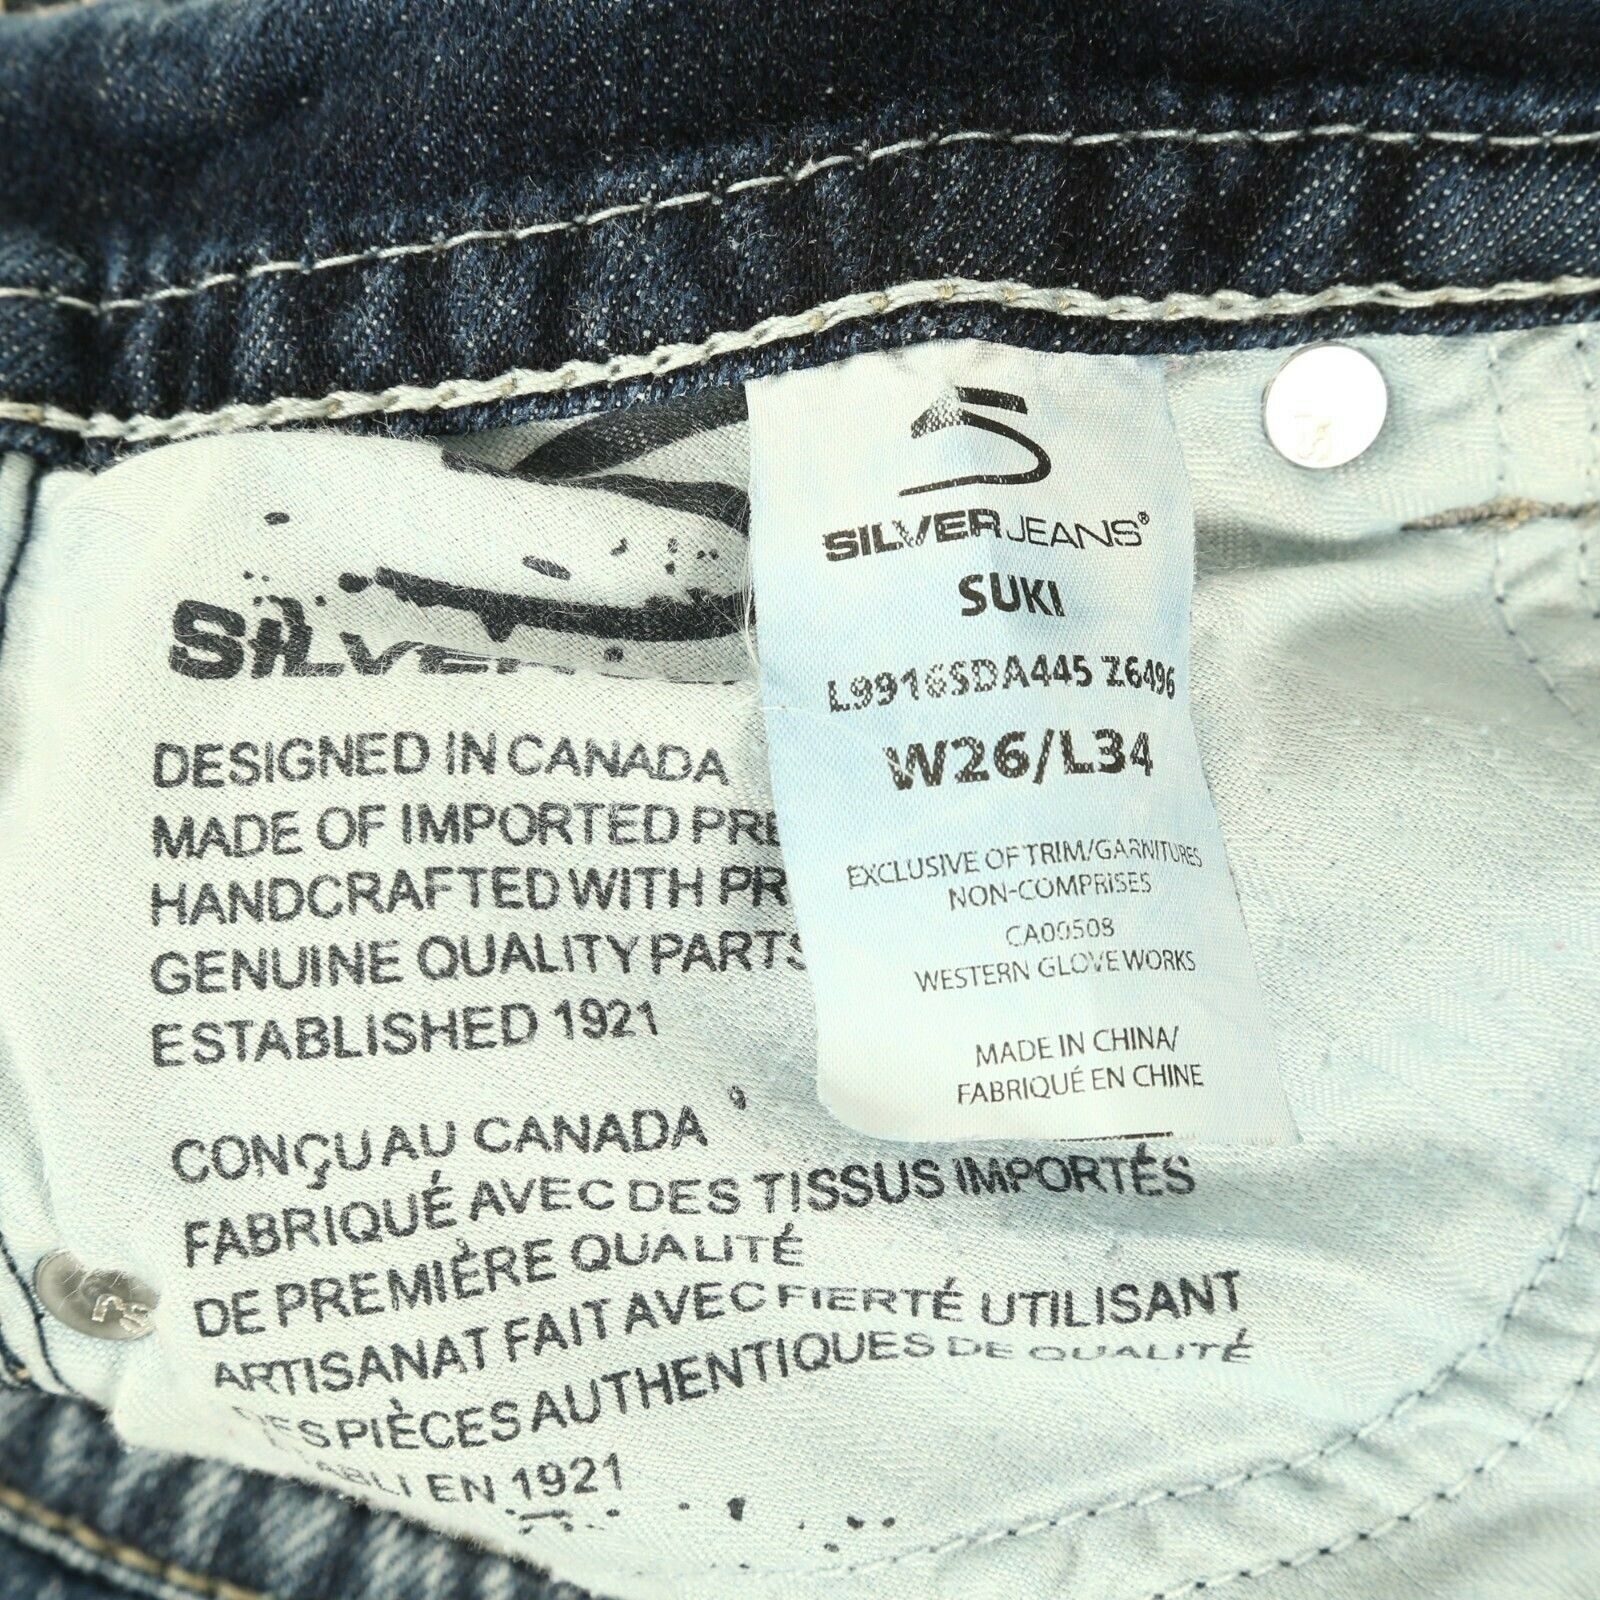 SILVER
DESIGNED IN CANADA
MADE OF IMPORTED
HANDCRAFTED WITH
GENUINE QUALITY PARTS
ESTABLISHED 1921
CONÇU AU CANADA
FABRIQUÉ AVEC DES TISSUS IMPORTÉS
DE PREMIÈRE QUALITÉ
ARTISANAT FAIT AVEC FIERTÉ UTILISANT
DES PIÈCES AUTHENTIQUES DE QUALITÉ
EN 1921
SILVERJEANS®
SUKI
L9916SDA445 Z6496
W26/L34
EXCLUSIVE OF TRIM/GARNITURES
NON-COMPRISES
CA00508
WESTERN GLOVE WORKS
MADE IN CHINA/
FABRIQUÉ EN CHINE